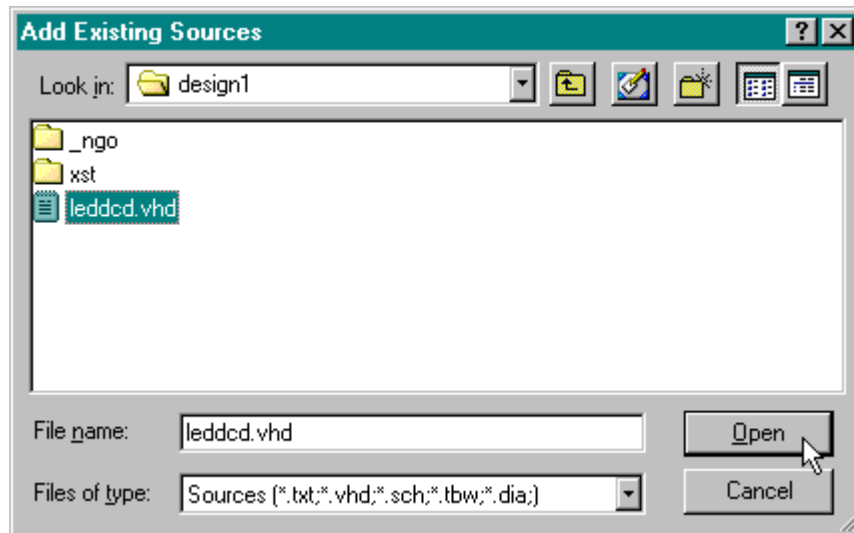 Add Existing Sources
Look in: design1
_ngo
xst
leddcd.vhd
File name: leddcd.vhd Open
Files of type: Sources (*.txt;*.vhd;*.sch;*.tbw;*.dia;) Cancel